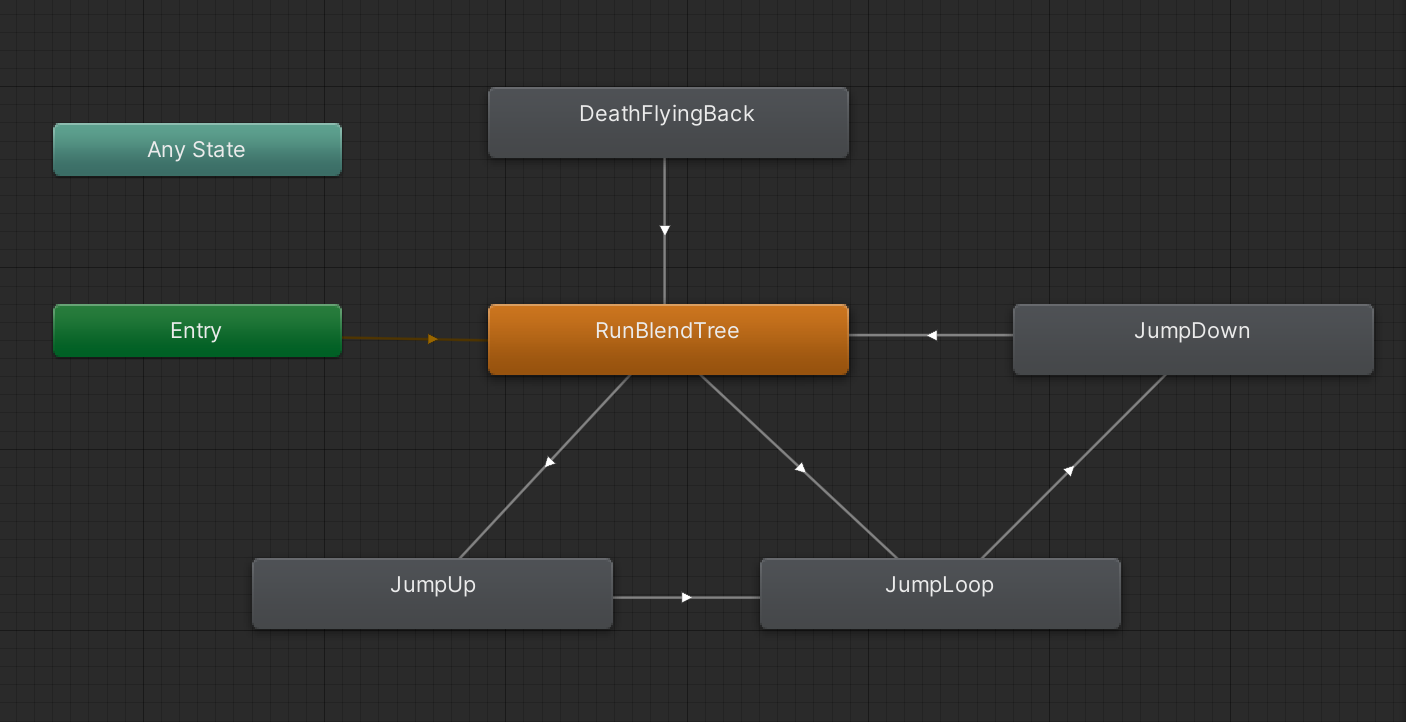 DeathFlyingBack
Any State
Entry
RunBlendTree
JumpDown
JumpUp
JumpLoop